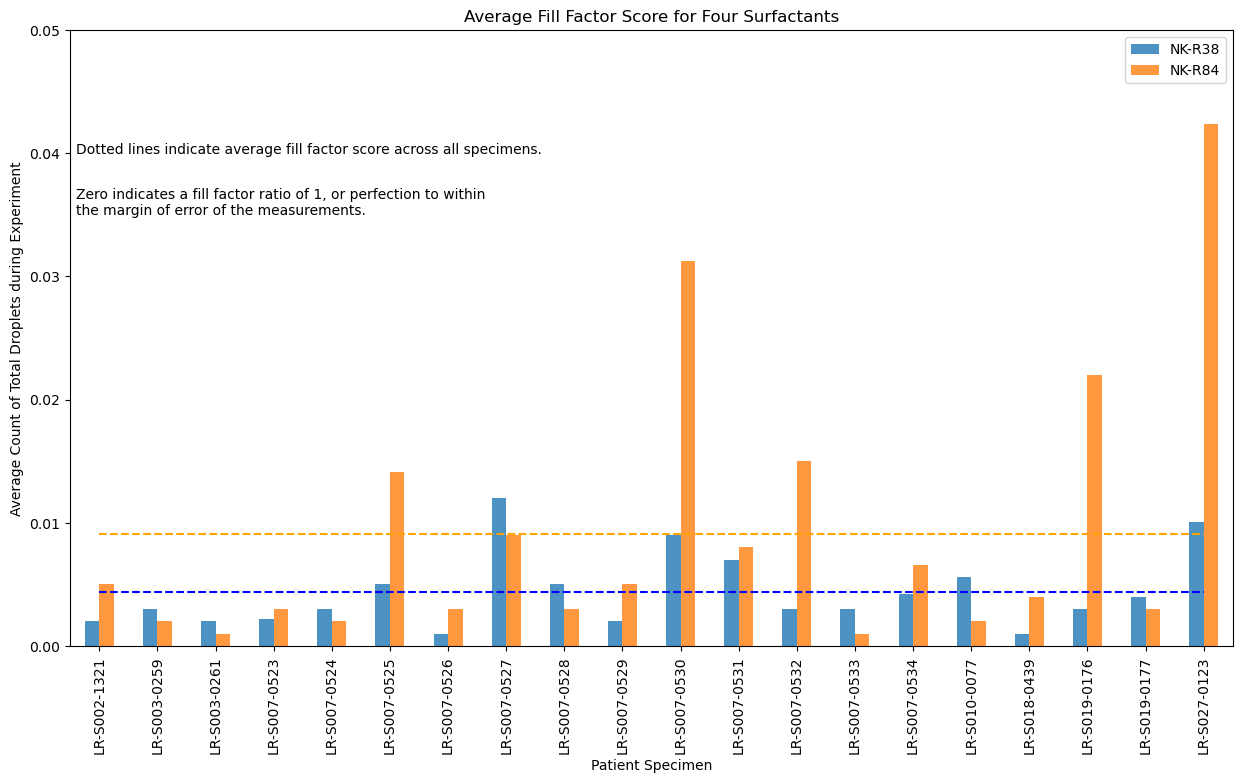 Average Fill Factor Score for Four Surfactants
NK-R38
NK-R84
Dotted lines indicate average fill factor score across all specimens.
Zero indicates a fill factor ratio of 1, or perfection to within
the margin of error of the measurements.
Average Count of Total Droplets during Experiment
0.05
0.04
0.03
0.02
0.01
0.00
LR-S002-1321
LR-S003-0259
LR-S003-0261
LR-S007-0523
LR-S007-0524
LR-S007-0525
LR-S007-0526
LR-S007-0527
LR-S007-0528
LR-S007-0529
LR-S007-0530
LR-S007-0531
LR-S007-0532
LR-S007-0533
LR-S007-0534
LR-S010-0077
LR-S018-0439
LR-S019-0176
LR-S019-0177
LR-S027-0123
Patient Specimen